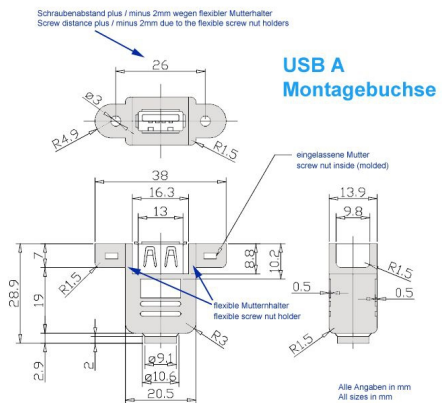 Schraubenabstand plus / minus 2mm wegen flexibler Mutterhalter
Screw distance plus / minus 2mm due to the flexible screw nut holders
USB A
Montagebuchse
26
ø3
R4.9
R1.5
eingelassene Mutter
screw nut inside (molded)
38
16.3
13
13.9
9.8
7
8.8
10.2
R1.5
R1.5
0.5
0.5
28.9
19
flexible Mutternhalter
flexible screw nut holder
R3
R1.5
2.9
2
ø9.1
ø10.6
20.5
Alle Angaben in mm
All sizes in mm